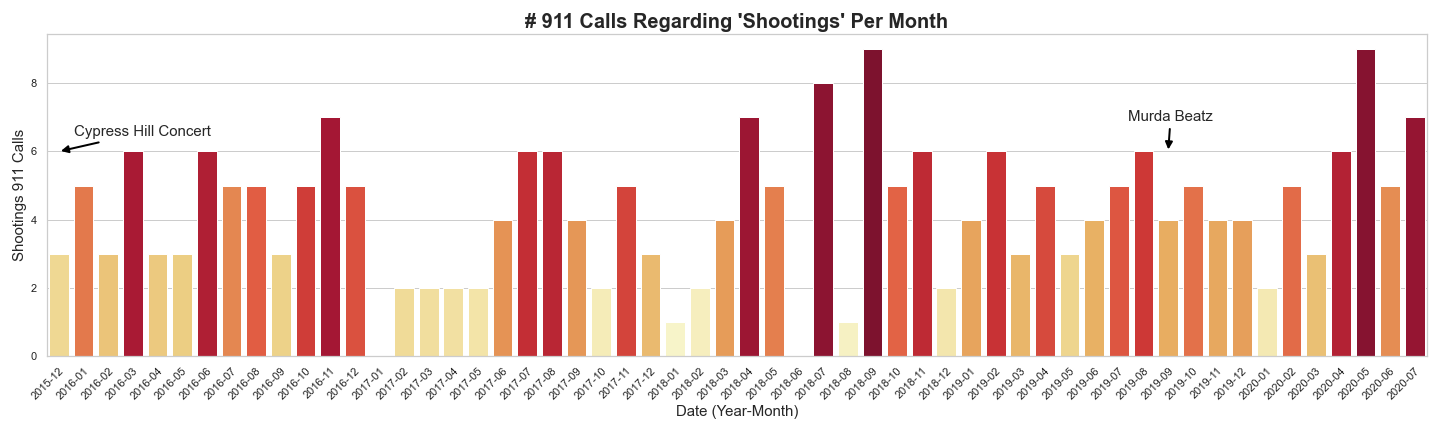 # 911 Calls Regarding 'Shootings' Per Month
Shootings 911 Calls
8
6
4
2
0
Cypress Hill Concert
Murda Beatz
2015-12 2016-01 2016-02 2016-03 2016-04 2016-05 2016-06 2016-07 2016-08 2016-09 2016-10 2016-11 2016-12 2017-01 2017-02 2017-03 2017-04 2017-05 2017-06 2017-07 2017-08 2017-09 2017-10 2017-11 2017-12 2018-01 2018-02 2018-03 2018-04 2018-05 2018-06 2018-07 2018-08 2018-09 2018-10 2018-11 2018-12 2019-01 2019-02 2019-03 2019-04 2019-05 2019-06 2019-07 2019-08 2019-09 2019-10 2019-11 2019-12 2020-01 2020-02 2020-03 2020-04 2020-05 2020-06 2020-07
Date (Year-Month)